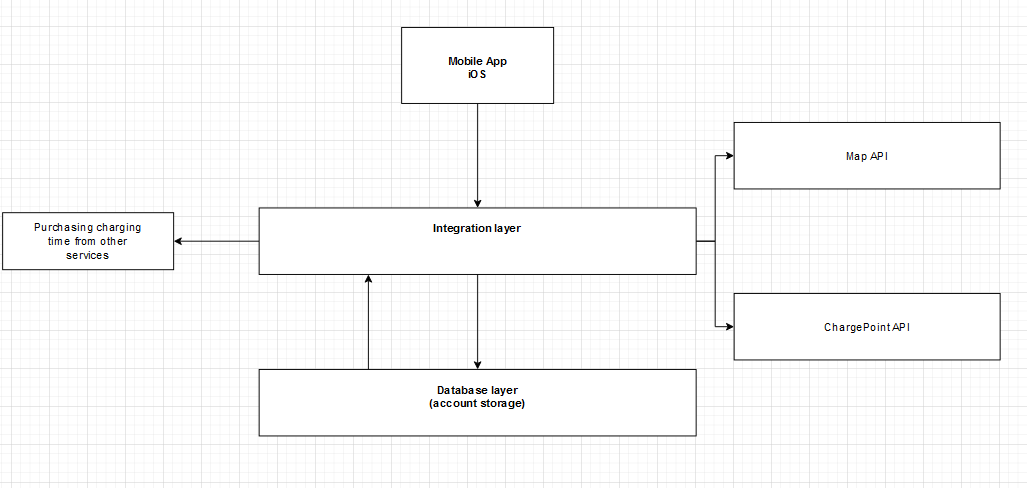 Mobile App
iOS
Map API
Purchasing charging
time from other
services
Integration layer
ChargePoint API
Database layer
(account storage)